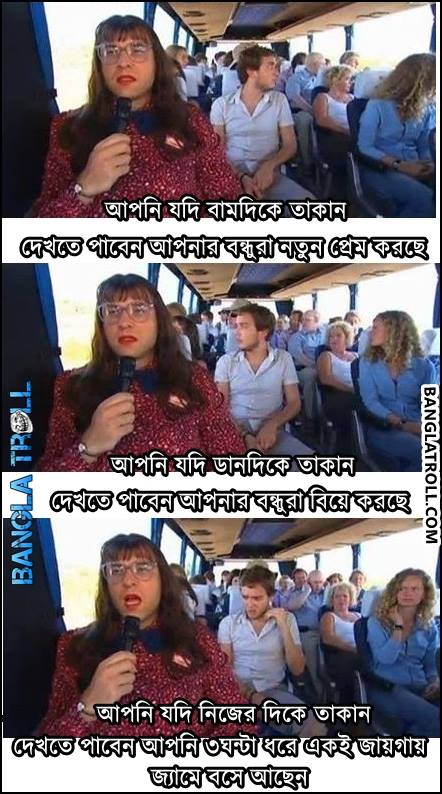 আপনি যদি বামদিকে তাকান
দেখতে পাবেন আপনার বন্ধুরা নতুন প্রেম করছে
আপনি যদি ডানদিকে তাকান
দেখতে পাবেন আপনার বন্ধুরা বিয়ে করছে
BANGLA TROLL
BANGLATROLL.COM
আপনি যদি নিজের দিকে তাকান
দেখতে পাবেন আপনি ৩ঘন্টা ধরে একই জায়গায়
জ্যামে বসে আছেন